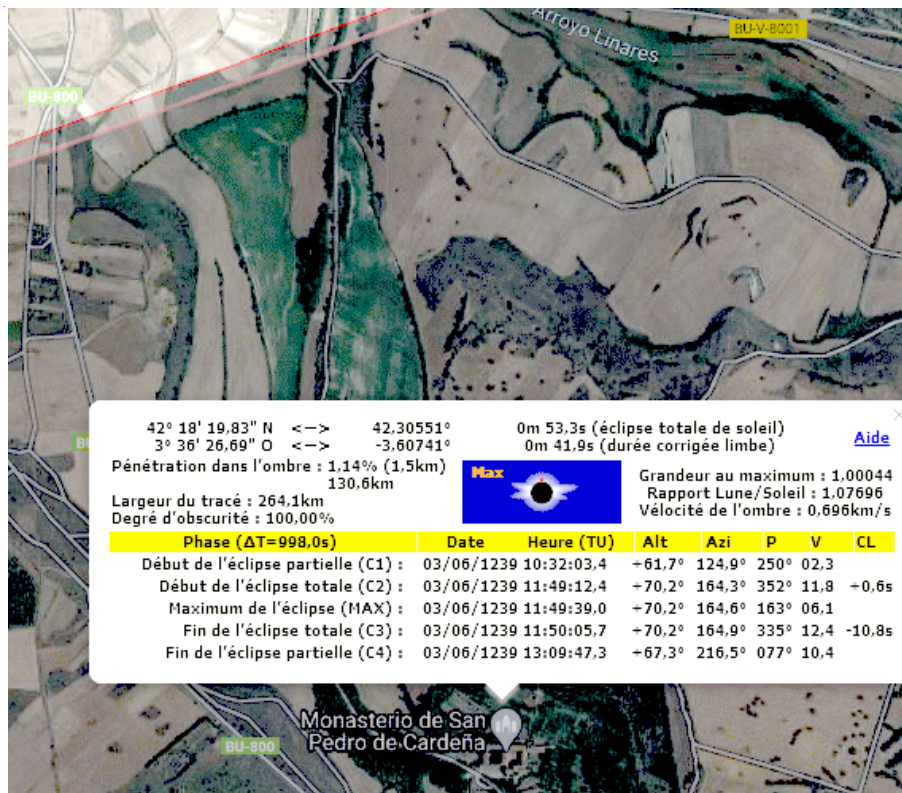 Arroyo Linares
BU-V-8001
BU-800
42° 18' 19,83" N <—> 42,30551°
3° 36' 26,69" O <—> -3,60741°
0m 53,3s (éclipse totale de soleil)
0m 41,9s (durée corrigée limbe)
Aide
Pénétration dans l'ombre : 1,14% (1,5km)
130,6km
Largeur du tracé : 264,1km
Degré d'obscurité : 100,00%
Max
Grandeur au maximum : 1,00044
Rapport Lune/Soleil : 1,07696
Vélocité de l'ombre : 0,696km/s
Phase (ΔT=998,0s) Date Heure (TU) Alt Azi P V CL
Début de l'éclipse partielle (C1) : 03/06/1239 10:32:03,4 +61,7° 124,9° 250° 02,3
Début de l'éclipse totale (C2) : 03/06/1239 11:49:12,4 +70,2° 164,3° 352° 11,8 +0,6s
Maximum de l'éclipse (MAX) : 03/06/1239 11:49:39,0 +70,2° 164,6° 163° 06,1
Fin de l'éclipse totale (C3) : 03/06/1239 11:50:05,7 +70,2° 164,9° 335° 12,4 -10,8s
Fin de l'éclipse partielle (C4) : 03/06/1239 13:09:47,3 +67,3° 216,5° 077° 10,4
Monasterio de San
Pedro de Cardeña
BU-800